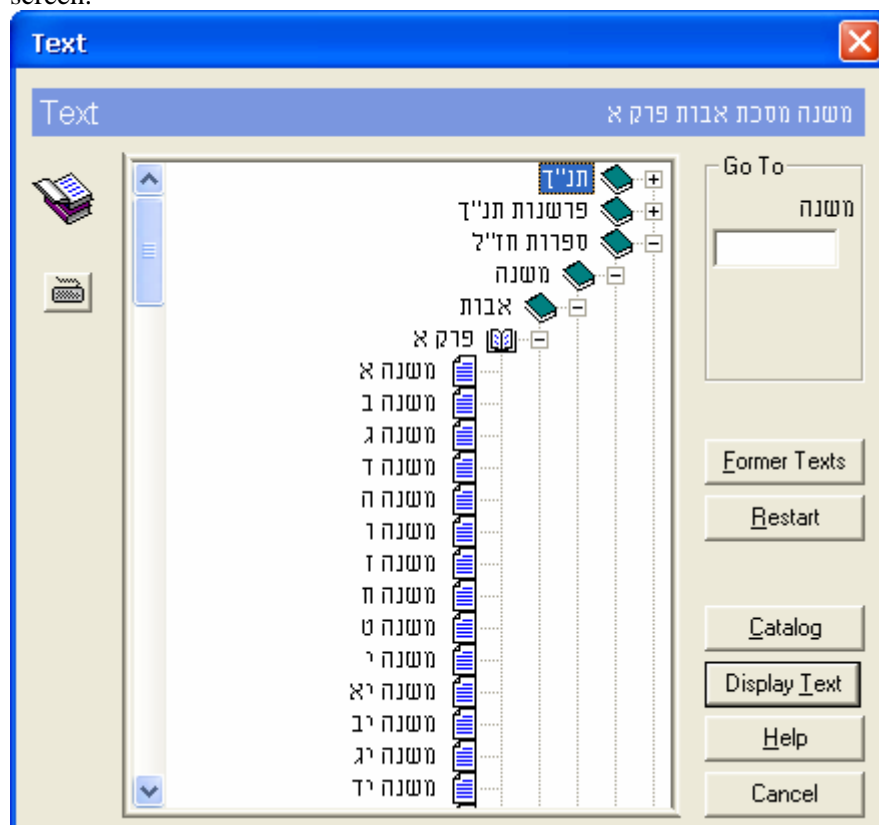 screen.
Text
Text
משנה מסכת אבות פרק א
תנ"ך
פרשנות תנ"ך
ספרות חז"ל
משנה
אבות
פרק א
משנה א
משנה ב
משנה ג
משנה ד
משנה ה
משנה ו
משנה ז
משנה ח
משנה ט
משנה י
משנה יא
משנה יב
משנה יג
משנה יד
Go To
משנה
Former Texts
Restart
Catalog
Display Text
Help
Cancel